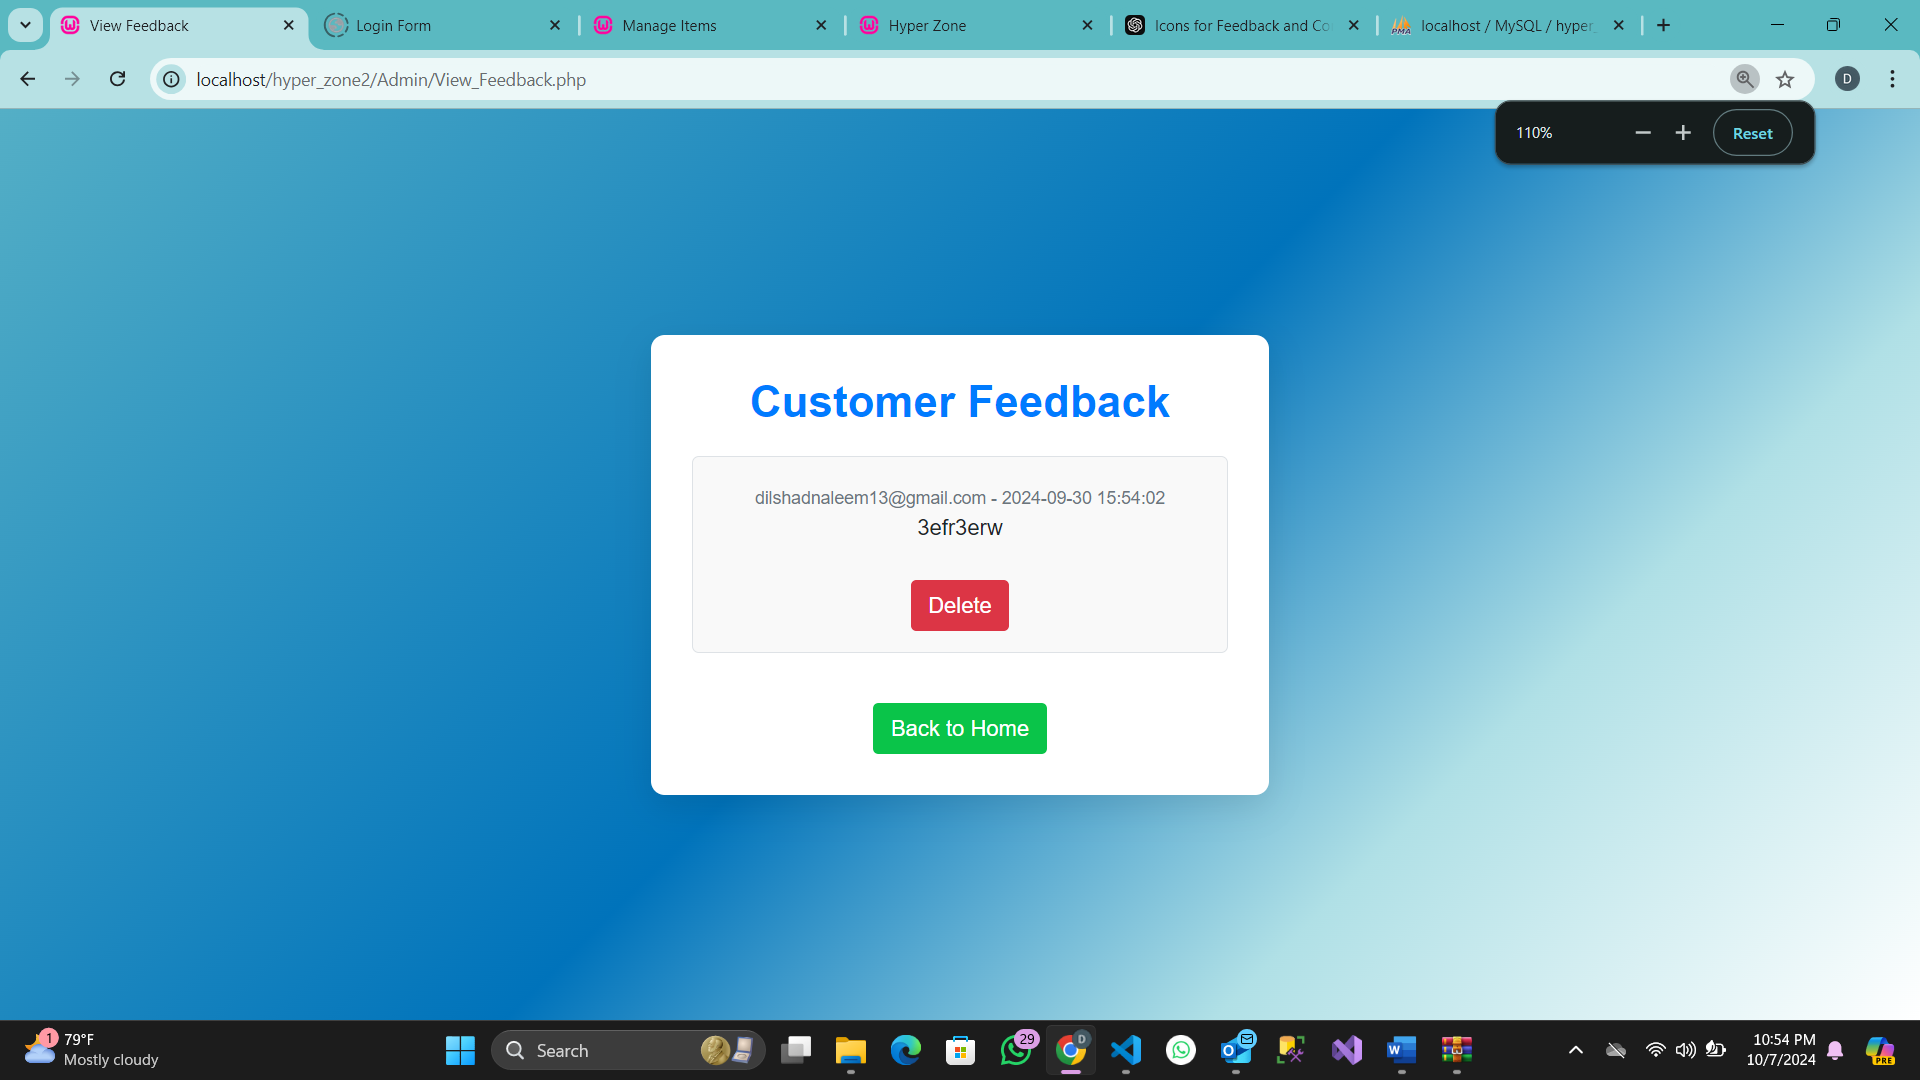 View Feedback
Login Form
Manage Items
Hyper Zone
Icons for Feedback and Co
localhost / MySQL / hyper_
localhost/hyper_zone2/Admin/View_Feedback.php
D
110%
Reset
Customer Feedback
dilshadnaleem13@gmail.com - 2024-09-30 15:54:02
3efr3erw
Delete
Back to Home
1
79°F
Mostly cloudy
Search
29
D
10:54 PM
10/7/2024
PRE